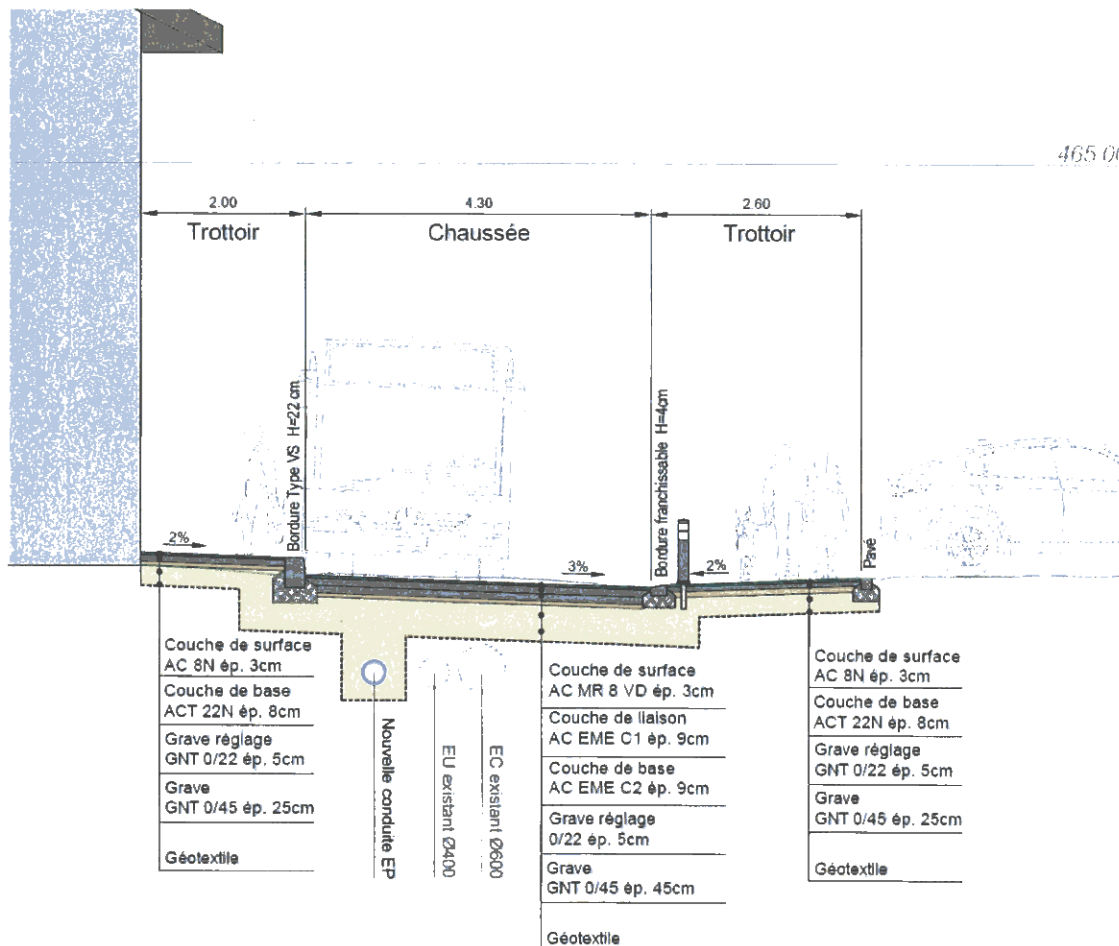 465.00
2.00
4.30
2.60
Trottoir
Chaussée
Trottoir
Bordure Type VS H=22 cm
Bordure franchissable H=4cm
Pavé
2%
3%
2%
Couche de surface
AC 8N ép. 3cm
Couche de base
ACT 22N ép. 8cm
Grave réglage
GNT 0/22 ép. 5cm
Grave
GNT 0/45 ép. 25cm
Géotextile
Nouvelle conduite EP
EU existant Ø400
EC existant Ø600
Couche de surface
AC MR 8 VD ép. 3cm
Couche de liaison
AC EME C1 ép. 9cm
Couche de base
AC EME C2 ép. 9cm
Grave réglage
0/22 ép. 5cm
Grave
GNT 0/45 ép. 45cm
Géotextile
Couche de surface
AC 8N ép. 3cm
Couche de base
ACT 22N ép. 8cm
Grave réglage
GNT 0/22 ép. 5cm
Grave
GNT 0/45 ép. 25cm
Géotextile